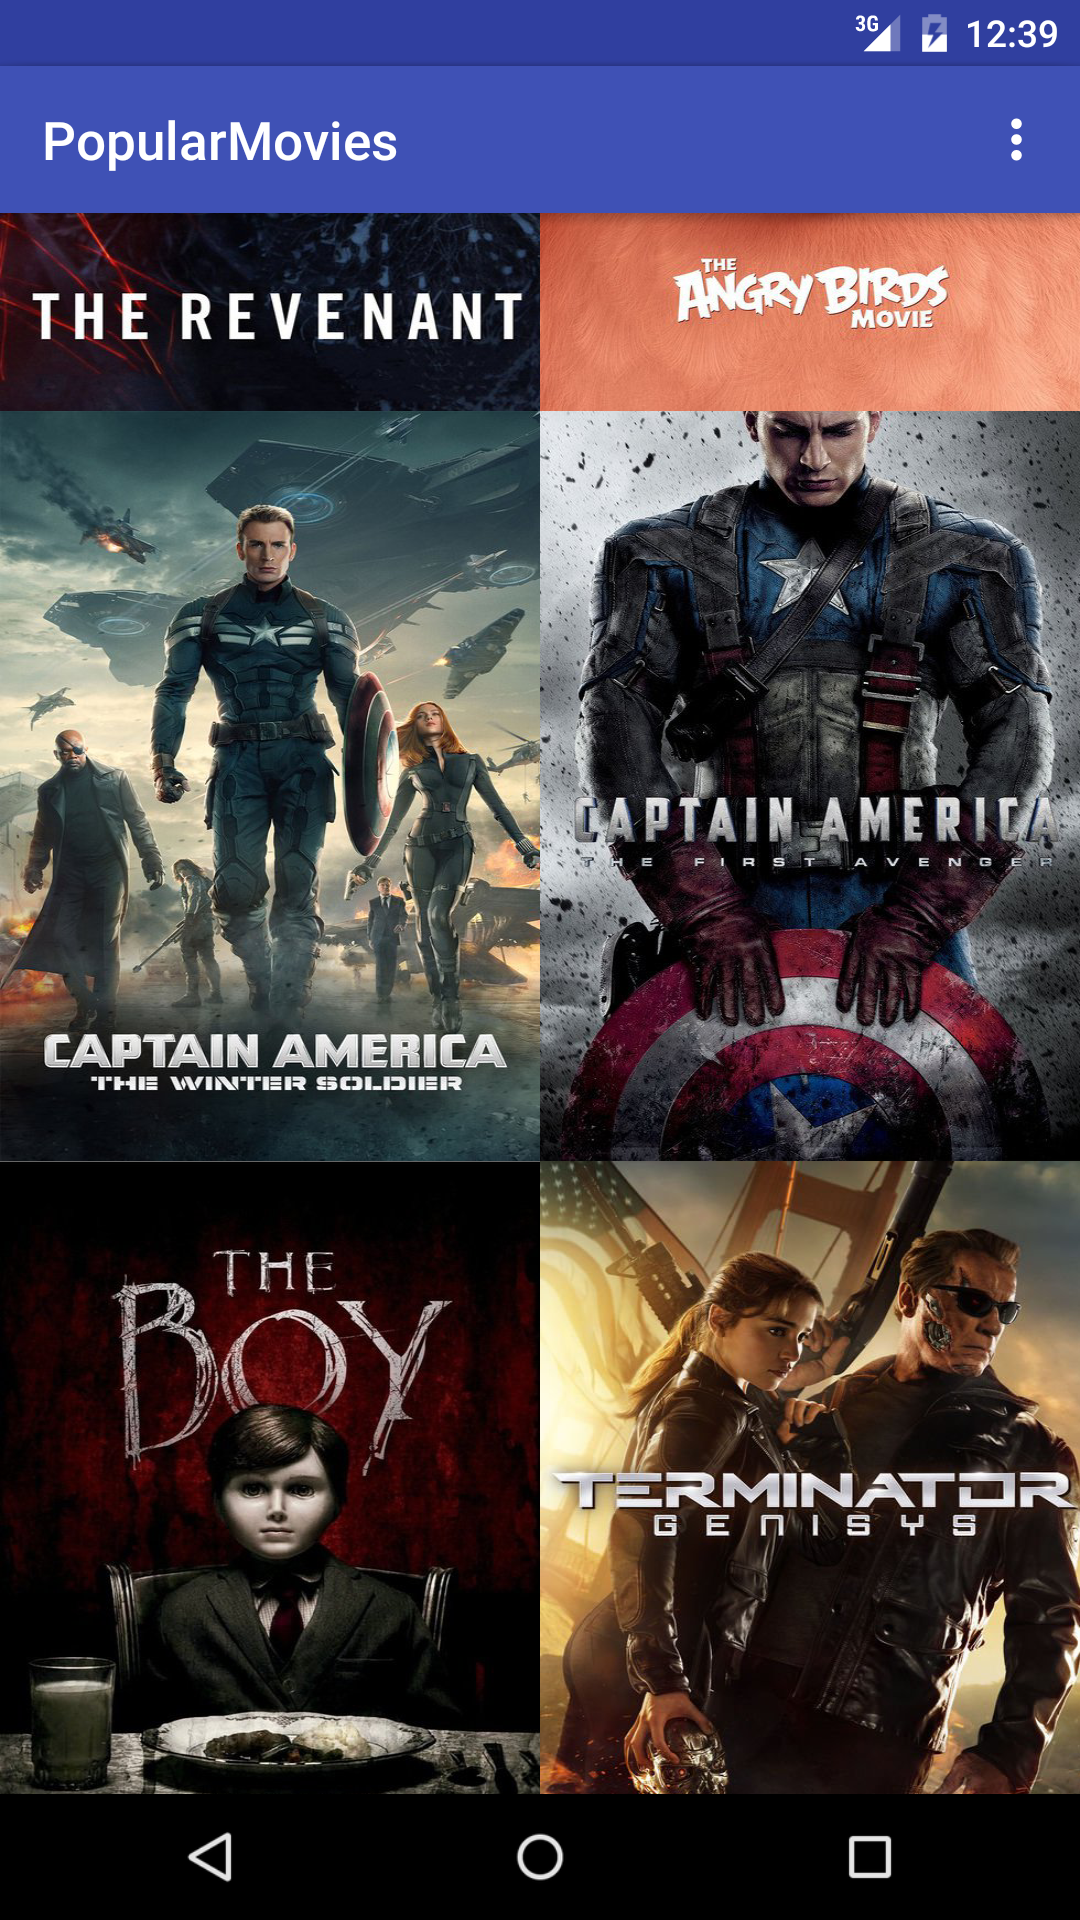 3G 12:39
PopularMovies
THE REVENANT
THE
ANGRY BIRDS
MOVIE
CAPTAIN AMERICA
THE WINTER SOLDIER
CAPTAIN AMERICA
THE FIRST AVENGER
THE
BOY
TERMINATOR
GENISYS